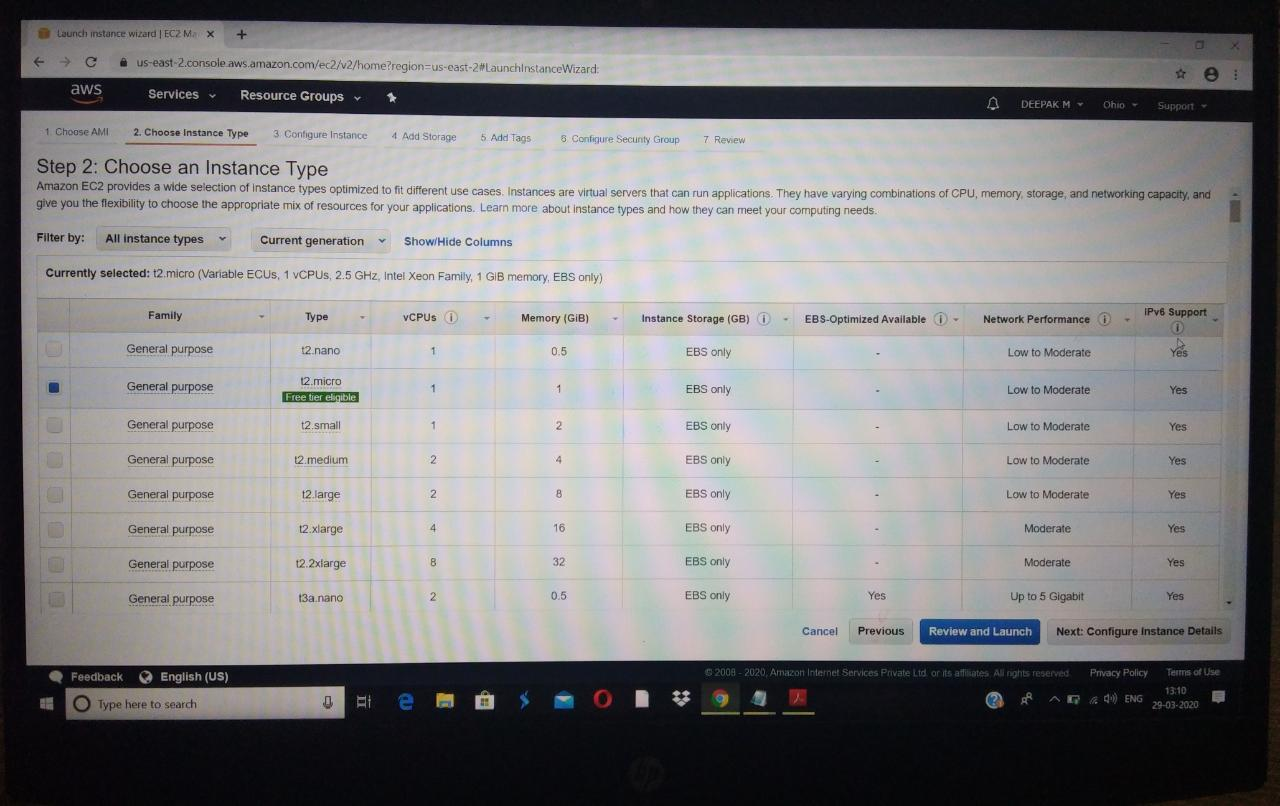 Launch instance wizard | EC2 Ma
us-east-2.console.aws.amazon.com/ec2/v2/home?region=us-east-2#LaunchInstanceWizard:
aws Services Resource Groups DEEPAK M Ohio Support
1. Choose AMI 2. Choose Instance Type 3. Configure Instance 4. Add Storage 5. Add Tags 6. Configure Security Group 7. Review
Step 2: Choose an Instance Type
Amazon EC2 provides a wide selection of instance types optimized to fit different use cases. Instances are virtual servers that can run applications. They have varying combinations of CPU, memory, storage, and networking capacity, and
give you the flexibility to choose the appropriate mix of resources for your applications. Learn more about instance types and how they can meet your computing needs.
Filter by: All instance types Current generation Show/Hide Columns
Currently selected: t2.micro (Variable ECUs, 1 vCPUs, 2.5 GHz, Intel Xeon Family, 1 GiB memory, EBS only)
Family Type vCPUs Memory (GiB) Instance Storage (GB) EBS-Optimized Available Network Performance IPv6 Support
General purpose t2.nano 1 0.5 EBS only - Low to Moderate Yes
General purpose t2.micro 1 1 EBS only - Low to Moderate Yes
Free tier eligible
General purpose t2.small 1 2 EBS only - Low to Moderate Yes
General purpose t2.medium 2 4 EBS only - Low to Moderate Yes
General purpose t2.large 2 8 EBS only - Low to Moderate Yes
General purpose t2.xlarge 4 16 EBS only - Moderate Yes
General purpose t2.2xlarge 8 32 EBS only - Moderate Yes
General purpose t3a.nano 2 0.5 EBS only Yes Up to 5 Gigabit Yes
Cancel Previous Review and Launch Next: Configure Instance Details
Feedback English (US) © 2008 - 2020, Amazon Internet Services Private Ltd. or its affiliates. All rights reserved. Privacy Policy Terms of Use
Type here to search ENG 13:10
29-03-2020
hp